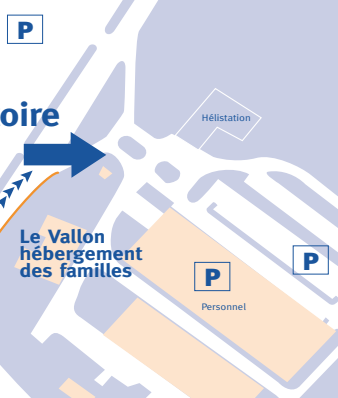 P
oire
Hélistation
Le Vallon
hébergement
des familles
P
P
Personnel